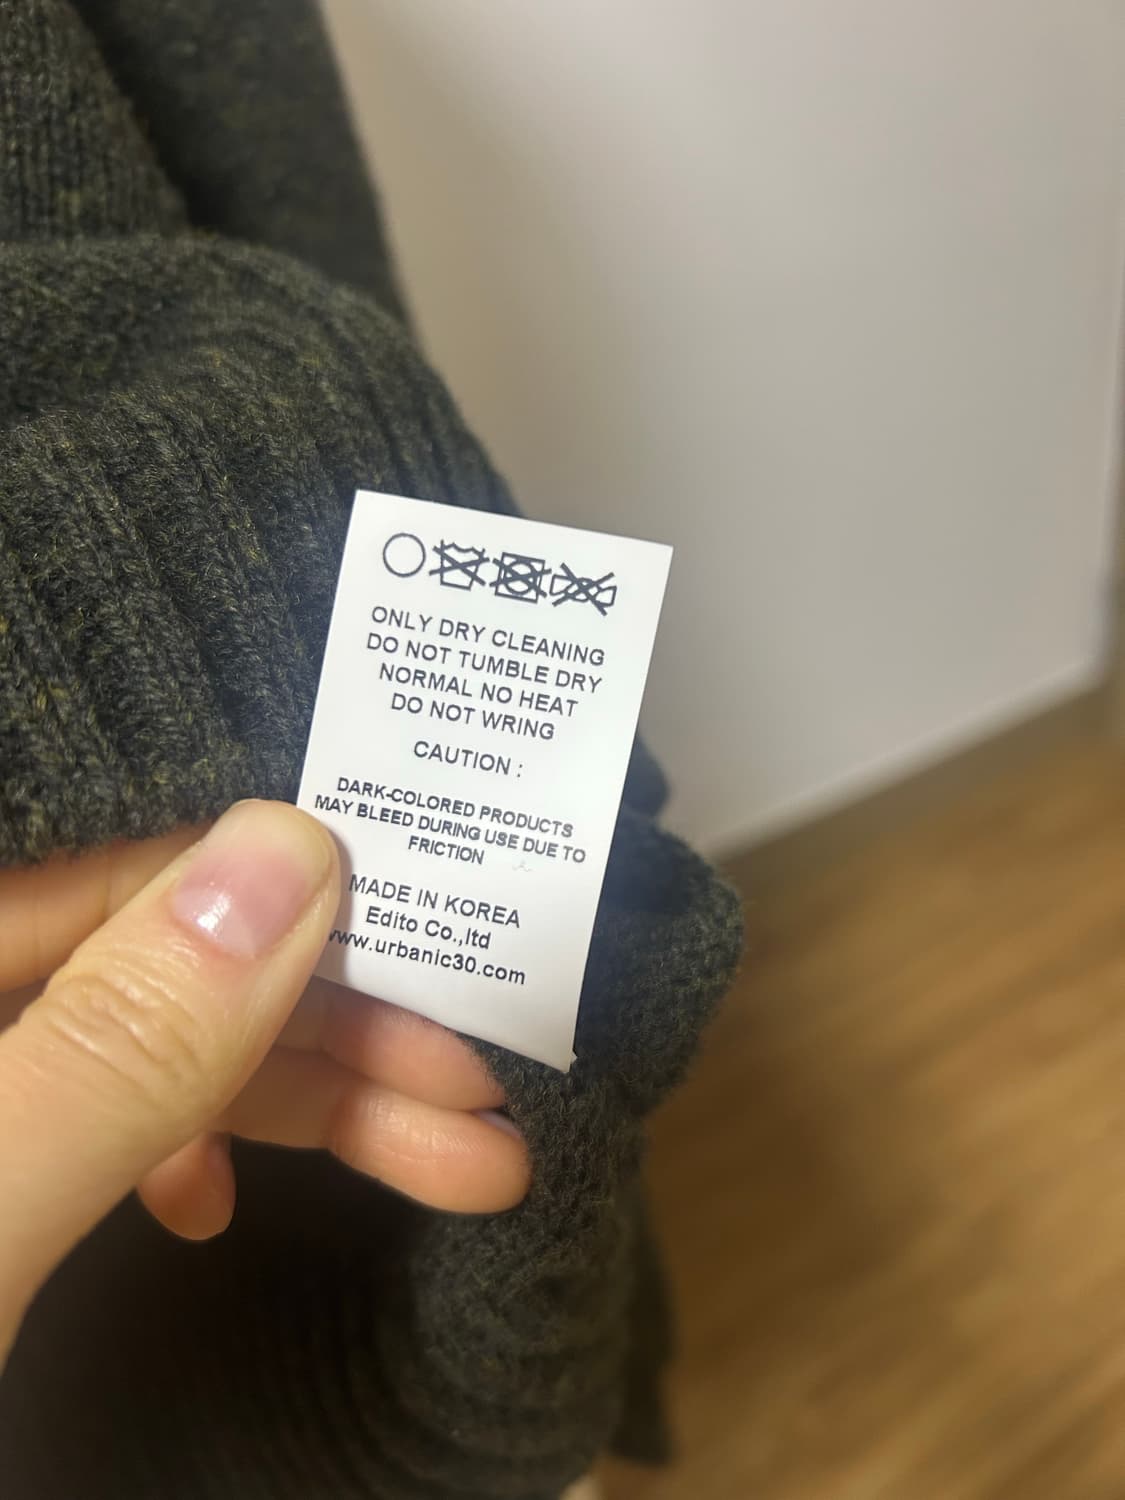 ONLY DRY CLEANING
DO NOT TUMBLE DRY
NORMAL NO HEAT
DO NOT WRING
CAUTION :
DARK-COLORED PRODUCTS
MAY BLEED DURING USE DUE TO
FRICTION
MADE IN KOREA
Edito Co.,ltd
www.urbanic30.com